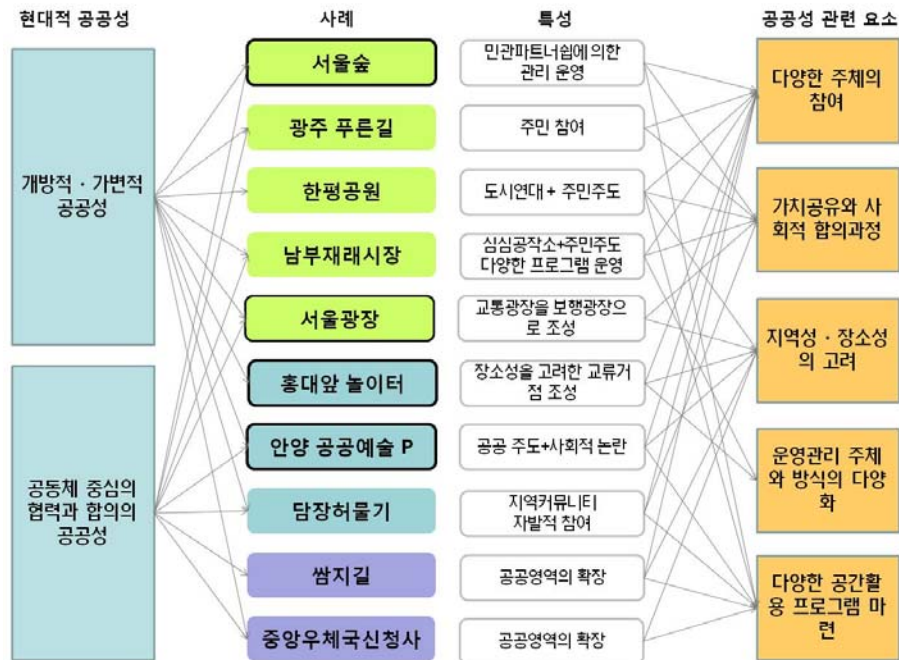 현대적 공공성
사례
특성
공공성 관련 요소
개방적 · 가변적
공공성
공동체 중심의
협력과 합의의
공공성
서울숲
광주 푸른길
한평공원
남부재래시장
서울광장
홍대앞 놀이터
안양 공공예술 P
담장허물기
쌈지길
중앙우체국신청사
민관파트너쉽에 의한
관리 운영
주민 참여
도시연대 + 주민주도
심심공작소+주민주도
다양한 프로그램 운영
교통광장을 보행광장으
로 조성
장소성을 고려한 교류거
점 조성
공공 주도+사회적 논란
지역커뮤니티
자발적 참여
공공영역의 확장
공공영역의 확장
다양한 주체의
참여
가치공유와 사
회적 합의과정
지역성 · 장소성
의 고려
운영관리 주체
와 방식의 다양
화
다양한 공간활
용 프로그램 마
련